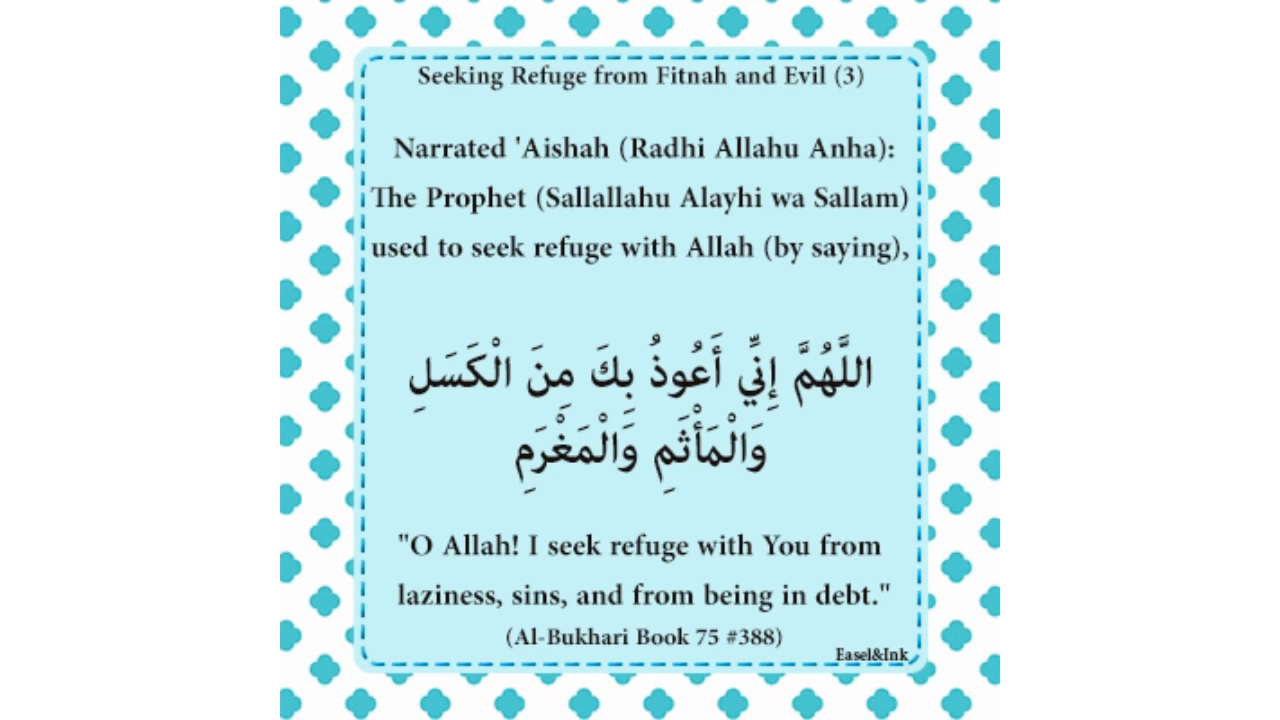 Seeking Refuge from Fitnah and Evil (3)
Narrated 'Aishah (Radhi Allahu Anha):
The Prophet (Sallallahu Alayhi wa Sallam)
used to seek refuge with Allah (by saying),
اللَّهُمَّ إِنِّي أَعُوذُ بِكَ مِنَ الْكَسَلِ
وَالْمَأْثَمِ وَالْمَغْرَمِ
"O Allah! I seek refuge with You from
laziness, sins, and from being in debt."
(Al-Bukhari Book 75 #388)
Easel&Ink